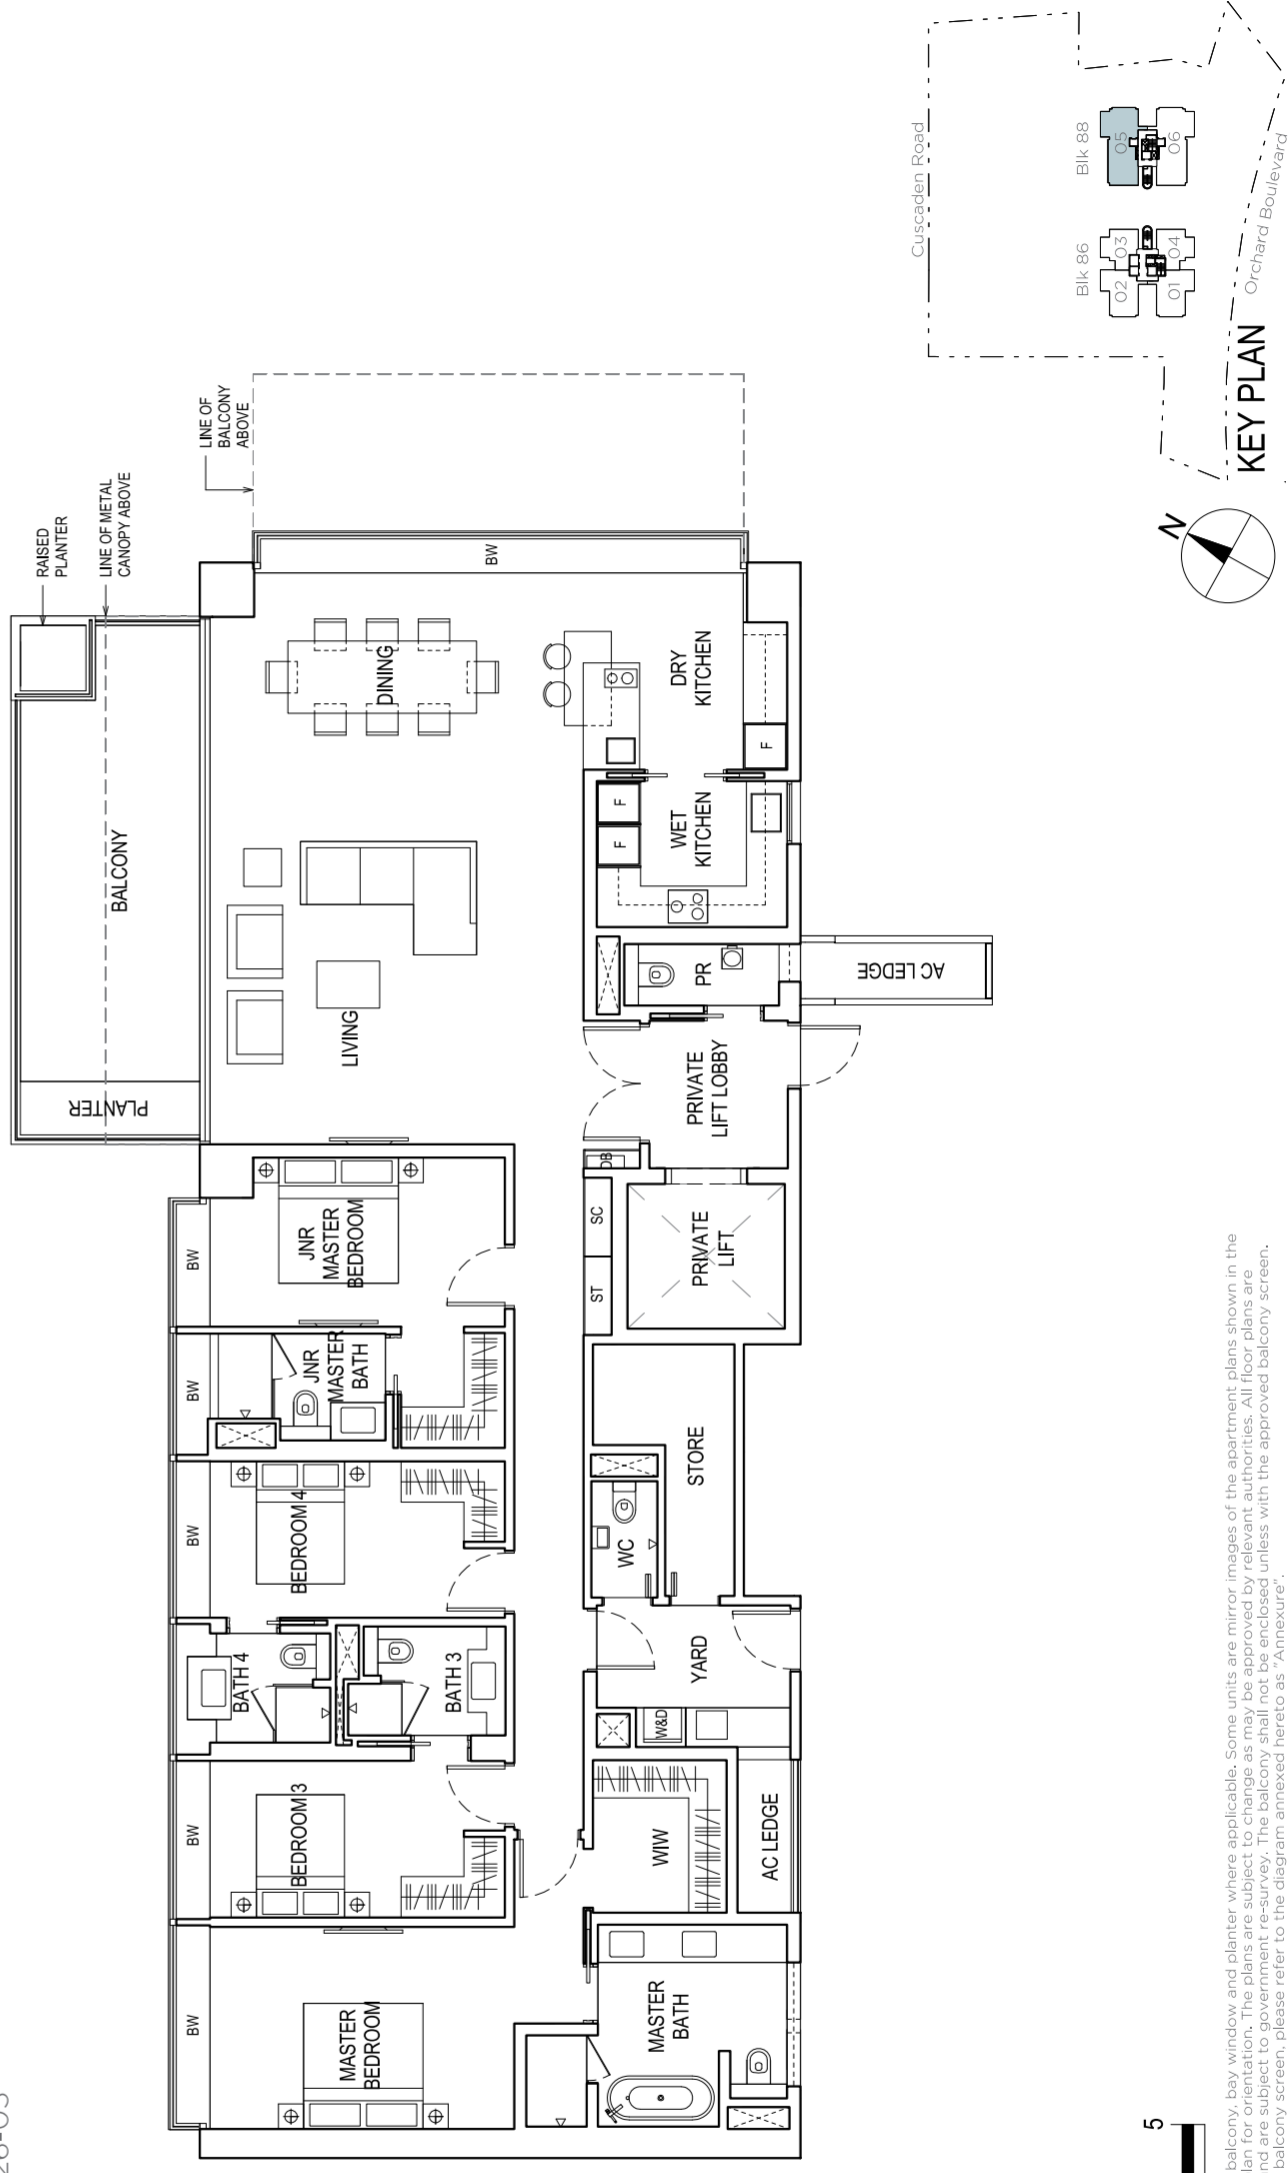 RAISED
PLANTER
LINE OF METAL
CANOPY ABOVE
LINE OF
BALCONY
ABOVE
BALCONY
PLANTER
BW
DINING
LIVING
DRY
KITCHEN
F
WET
KITCHEN
F
F
PR
AC LEDGE
PRIVATE
LIFT LOBBY
DB
SC
ST
PRIVATE
LIFT
BW
JNR
MASTER
BEDROOM
BW
JNR
MASTER
BATH
BW
BEDROOM 4
STORE
WC
BATH 4
BATH 3
YARD
W&D
BW
BEDROOM 3
WIW
AC LEDGE
BW
MASTER
BEDROOM
MASTER
BATH
Cuscaden Road
Blk 86
Blk 88
02
03
01
04
05
06
Orchard Boulevard
KEY PLAN
N
5
balcony, bay window and planter where applicable. Some units are mirror images of the apartment plans shown in the
for orientation. The plans are subject to change as may be approved by relevant authorities. All floor plans are
are subject to government re-survey. The balcony shall not be enclosed unless with the approved balcony screen.
balcony screen, please refer to the diagram annexed hereto as "Annexure".